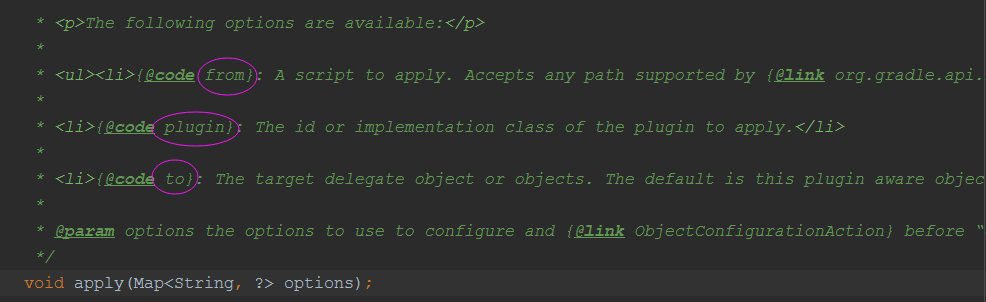 * <p>The following options are available:</p>
*
* <ul><li>{@code from}: A script to apply. Accepts any path supported by {@link org.gradle.api.
*
* <li>{@code plugin}: The id or implementation class of the plugin to apply.</li>
*
* <li>{@code to}: The target delegate object or objects. The default is this plugin aware objec
*
* @param options the options to use to configure and {@link ObjectConfigurationAction} before “
*/
void apply(Map<String, ?> options);